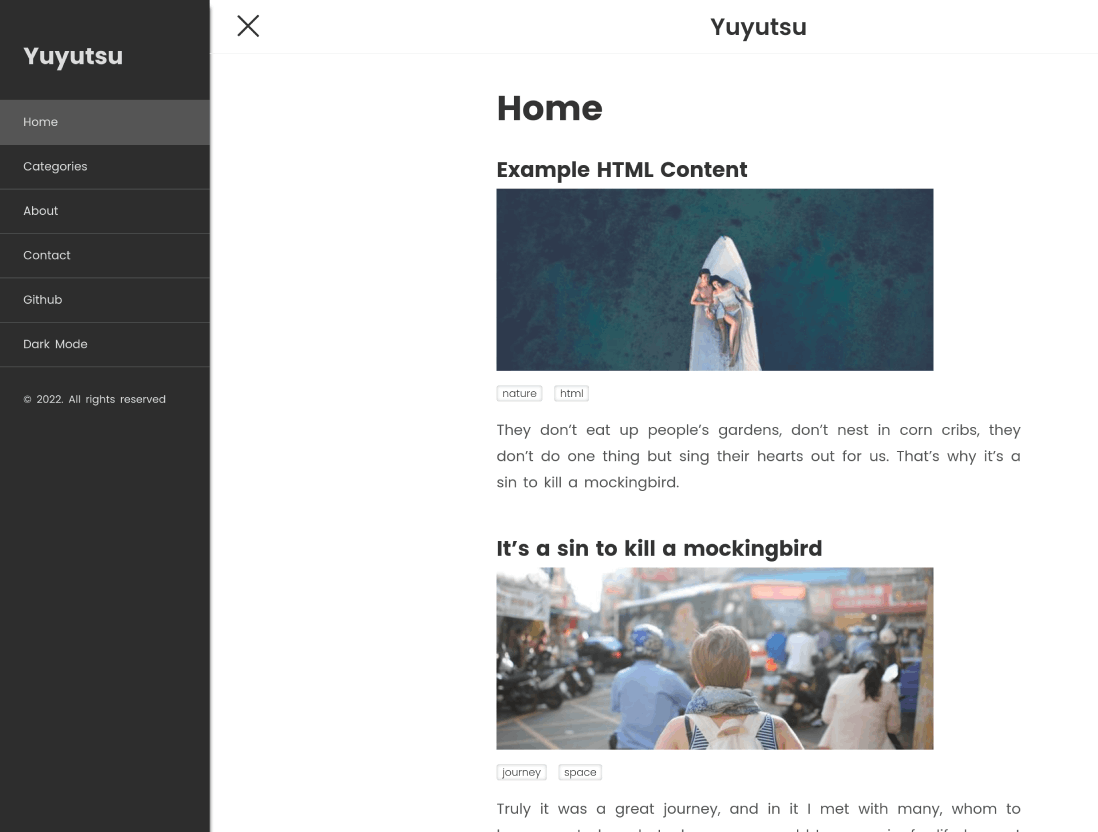 Yuyutsu
Home
Categories
About
Contact
Github
Dark Mode
© 2022. All rights reserved
Yuyutsu
Home
Example HTML Content
nature html
They don’t eat up people’s gardens, don’t nest in corn cribs, they
don’t do one thing but sing their hearts out for us. That’s why it’s a
sin to kill a mockingbird.
It’s a sin to kill a mockingbird
journey space
Truly it was a great journey, and in it I met with many, whom to